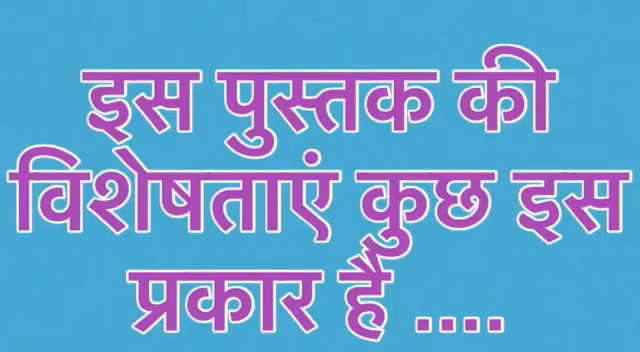 इस पुस्तक की
विशेषताएं कुछ इस
प्रकार है ....